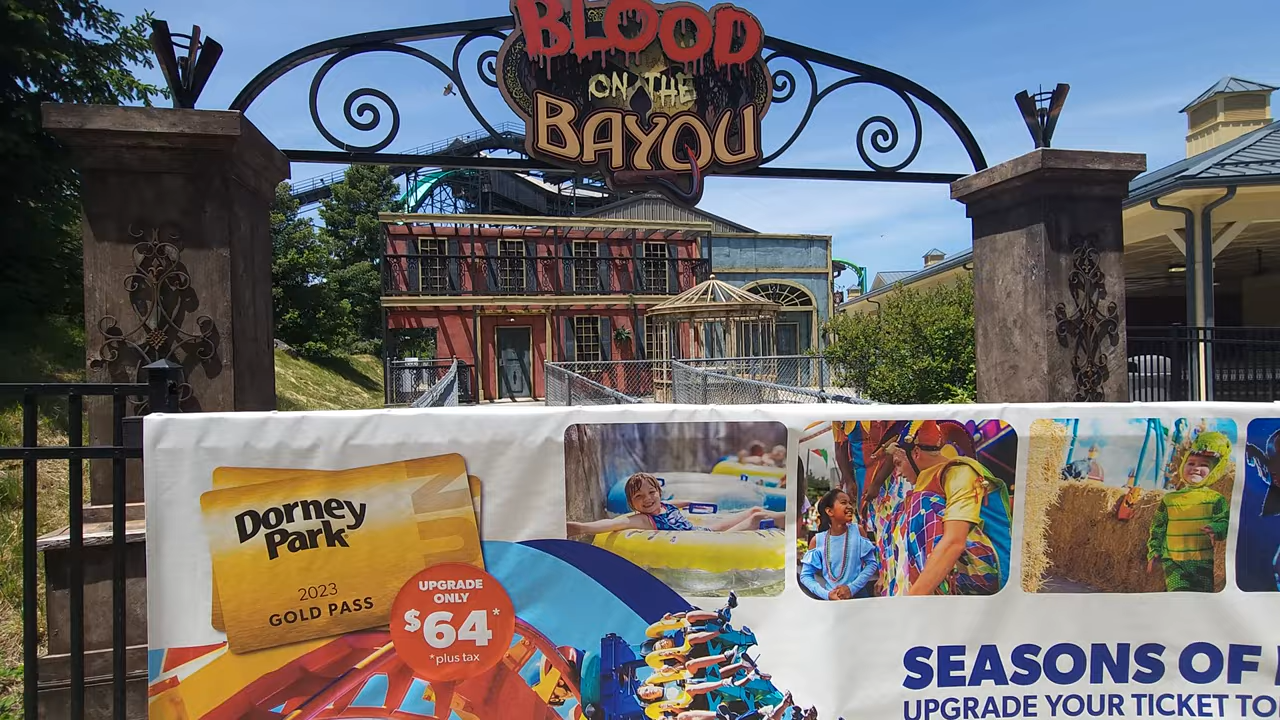 BLOOD
ON THE
BAYOU
Dorney
Park
2023
GOLD PASS
UPGRADE
ONLY
$64*
*plus tax
SEASONS OF
UPGRADE YOUR TICKET TO